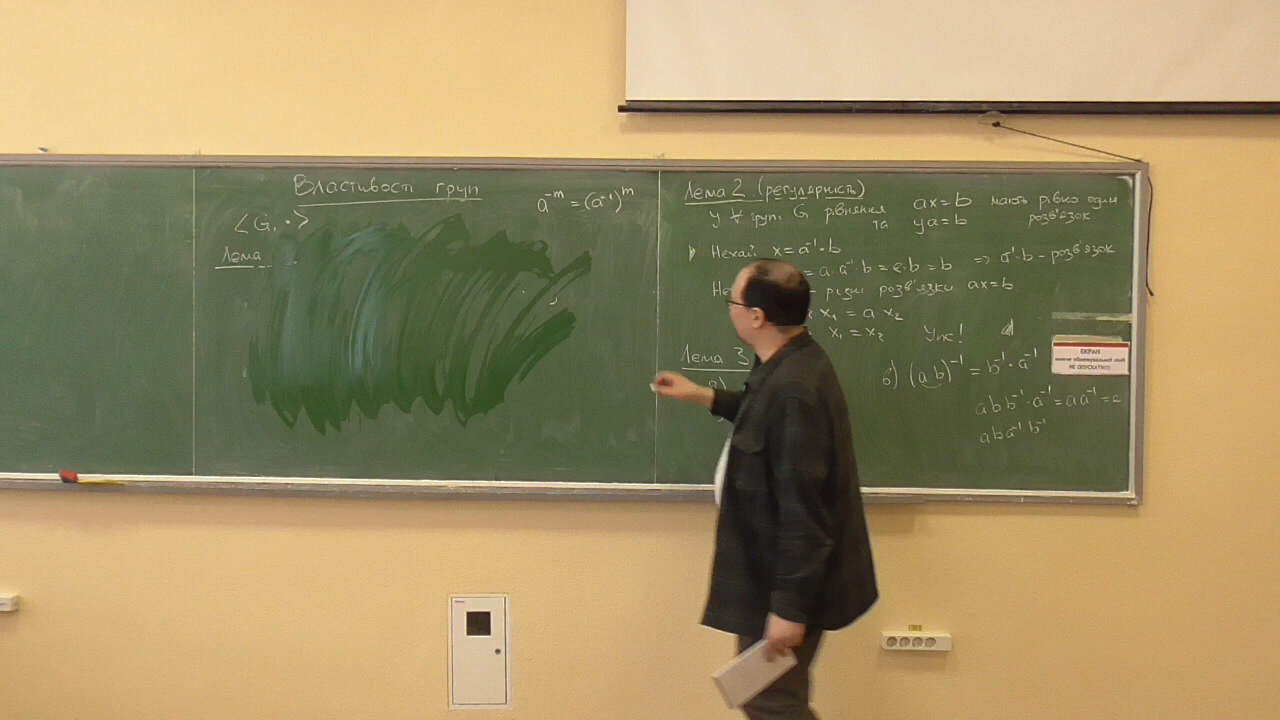 Властивості груп
a⁻ᵐ = (a⁻¹)ᵐ
⟨G, ·⟩
Лема
Лема 2 (регулярність)
у ∀ групі G рівняння ax=b мають рівно один
та ya=b розв'язок
Нехай x = a⁻¹·b
= a·a⁻¹·b = e·b = b ⇒ a⁻¹·b – розв'язок
– різні розв'язки ax=b
x₁ = a x₂
x₁ = x₂
Лема 3
а)
б) (ab)⁻¹ = b⁻¹·a⁻¹
abb⁻¹·a⁻¹ = aa⁻¹ = e
aba⁻¹b⁻¹
ЕКРАН
НЕ ОПУСКАТИ!